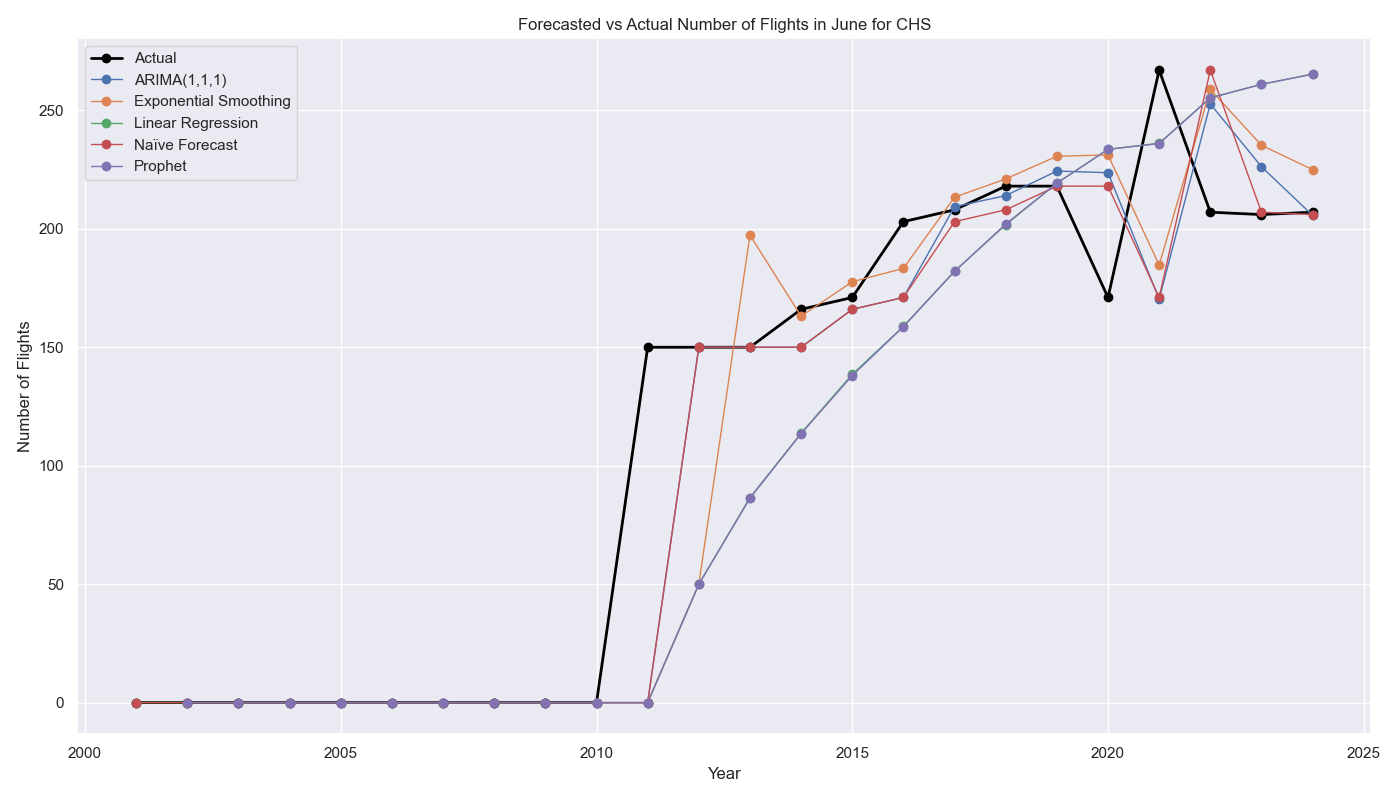 Forecasted vs Actual Number of Flights in June for CHS
Actual
ARIMA(1,1,1)
Exponential Smoothing
Linear Regression
Naïve Forecast
Prophet
Number of Flights
250
200
150
100
50
0
2000
2005
2010
2015
2020
2025
Year